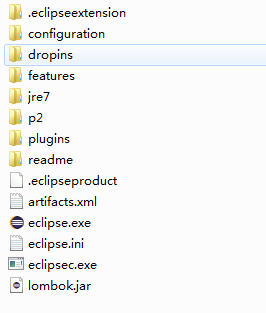 .eclipseextension
configuration
dropins
features
jre7
p2
plugins
readme
.eclipseproduct
artifacts.xml
eclipse.exe
eclipse.ini
eclipsec.exe
lombok.jar